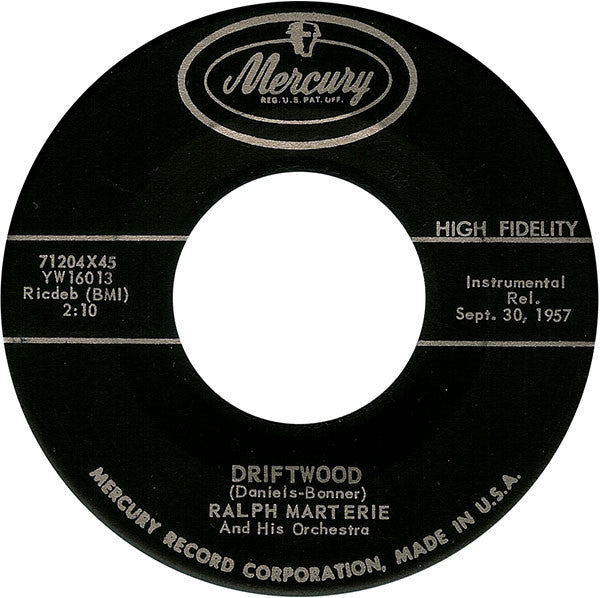 Mercury
REG. U.S. PAT. OFF.
HIGH FIDELITY
71204X45
YW16013
Ricdeb (BMI)
2:10
Instrumental
Rel.
Sept. 30, 1957
DRIFTWOOD
(Daniels-Bonner)
RALPH MARTERIE
And His Orchestra
MERCURY RECORD CORPORATION, MADE IN U.S.A.